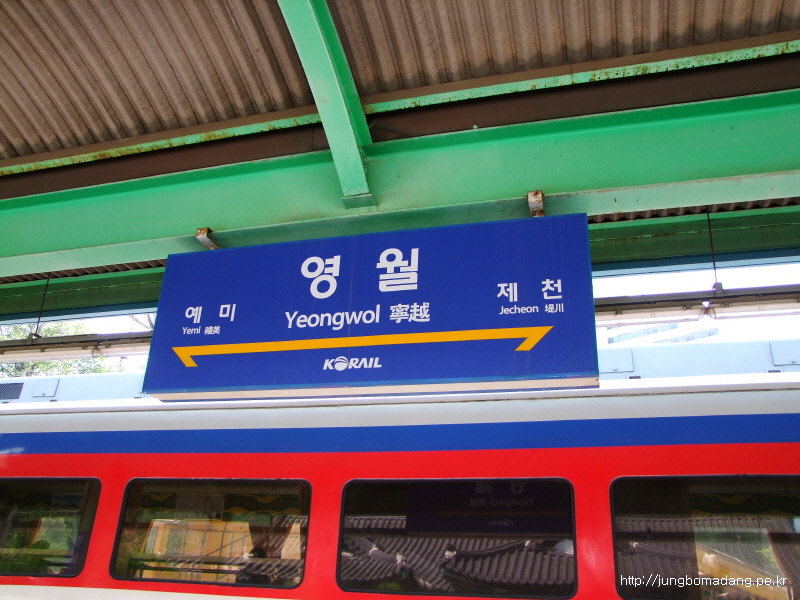 영 월
Yeongwol 寧越
예 미
Yemi 禮美
제 천
Jecheon 堤川
KORAIL
http://jungbomadang.pe.kr